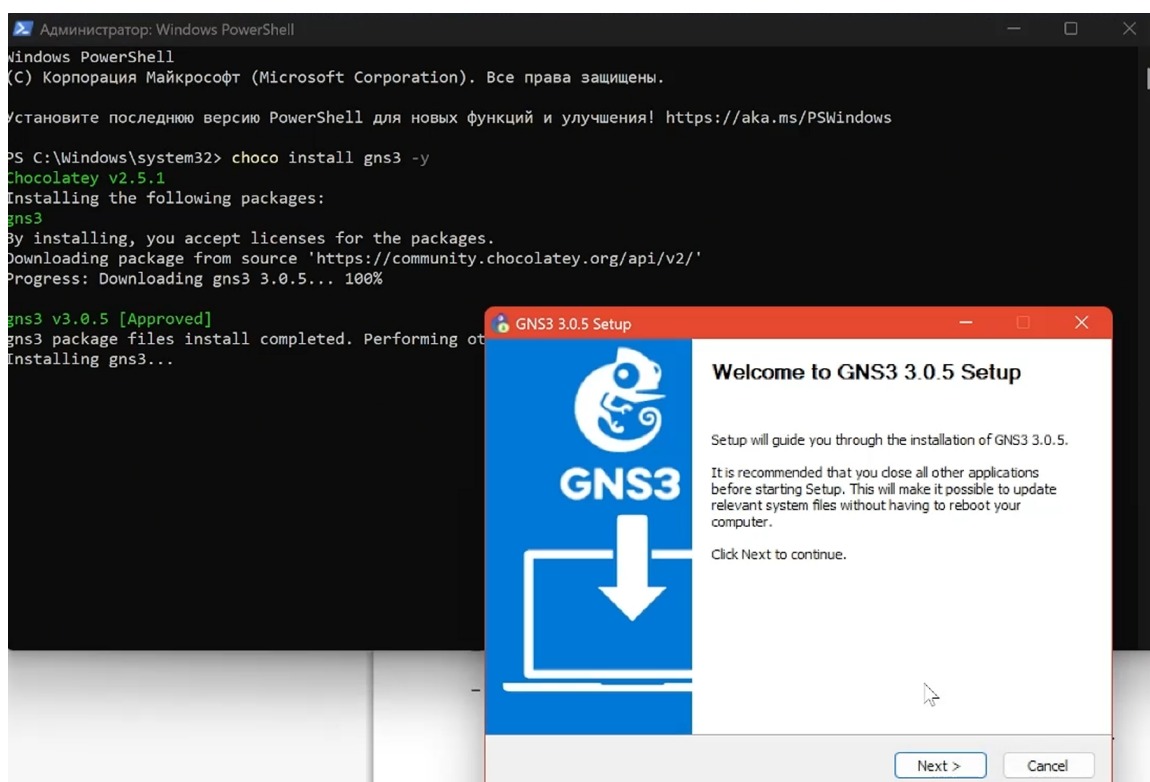 Администратор: Windows PowerShell
Windows PowerShell
(C) Корпорация Майкрософт (Microsoft Corporation). Все права защищены.
Установите последнюю версию PowerShell для новых функций и улучшения! https://aka.ms/PSWindows
PS C:\Windows\system32> choco install gns3 -y
Chocolatey v2.5.1
Installing the following packages:
gns3
By installing, you accept licenses for the packages.
Downloading package from source 'https://community.chocolatey.org/api/v2/'
Progress: Downloading gns3 3.0.5... 100%
gns3 v3.0.5 [Approved]
gns3 package files install completed. Performing ot
Installing gns3...
GNS3 3.0.5 Setup
GNS3
Welcome to GNS3 3.0.5 Setup
Setup will guide you through the installation of GNS3 3.0.5.
It is recommended that you close all other applications
before starting Setup. This will make it possible to update
relevant system files without having to reboot your
computer.
Click Next to continue.
Next >
Cancel